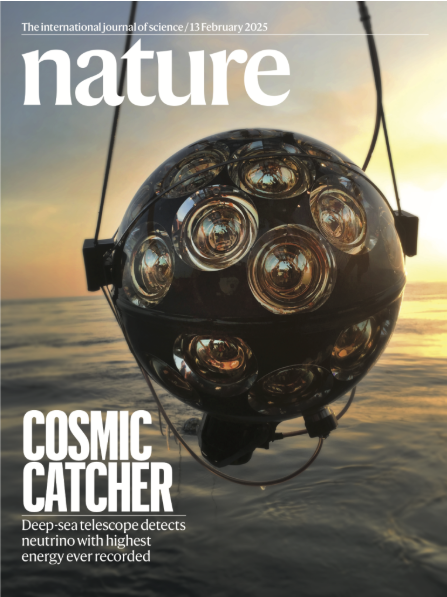 The international journal of science / 13 February 2025
nature
COSMIC
CATCHER
Deep-sea telescope detects
neutrino with highest
energy ever recorded